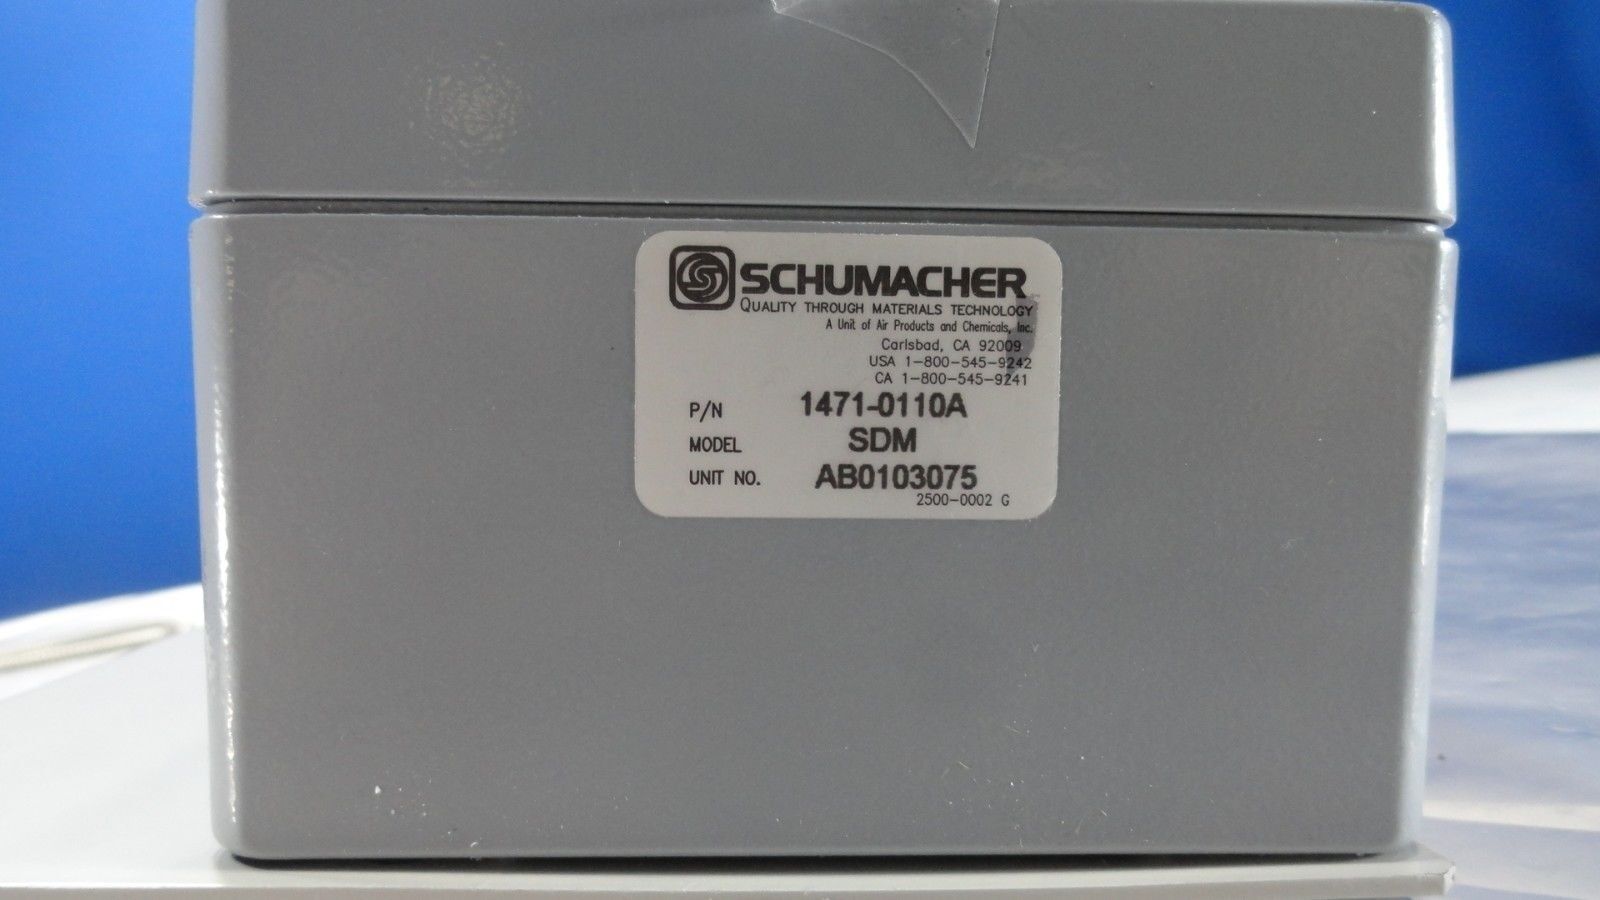 SCHUMACHER
QUALITY THROUGH MATERIALS TECHNOLOGY
A Unit of Air Products and Chemicals, Inc.
Carlsbad, CA 92009
USA 1-800-545-9242
CA 1-800-545-9241
P/N 1471-0110A
MODEL SDM
UNIT NO. AB0103075
2500-0002 G